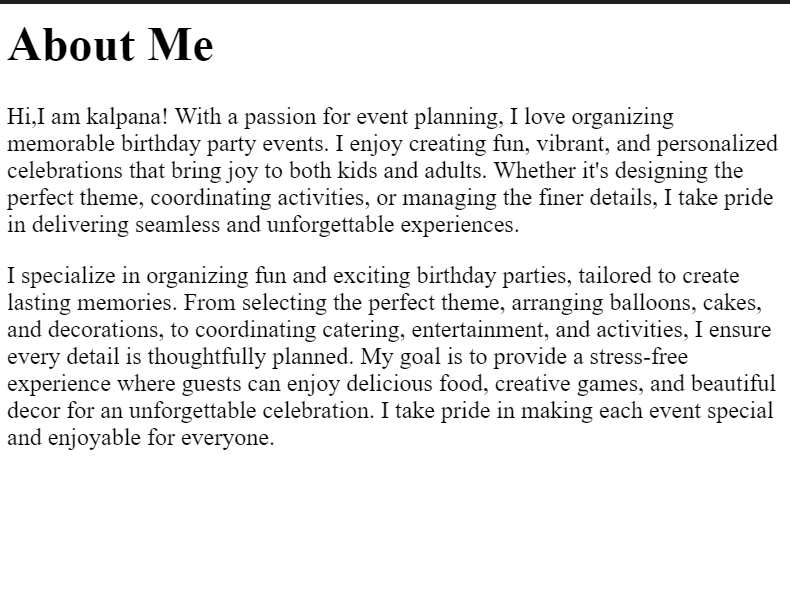 About Me
Hi,I am kalpana! With a passion for event planning, I love organizing
memorable birthday party events. I enjoy creating fun, vibrant, and personalized
celebrations that bring joy to both kids and adults. Whether it's designing the
perfect theme, coordinating activities, or managing the finer details, I take pride
in delivering seamless and unforgettable experiences.
I specialize in organizing fun and exciting birthday parties, tailored to create
lasting memories. From selecting the perfect theme, arranging balloons, cakes,
and decorations, to coordinating catering, entertainment, and activities, I ensure
every detail is thoughtfully planned. My goal is to provide a stress-free
experience where guests can enjoy delicious food, creative games, and beautiful
decor for an unforgettable celebration. I take pride in making each event special
and enjoyable for everyone.